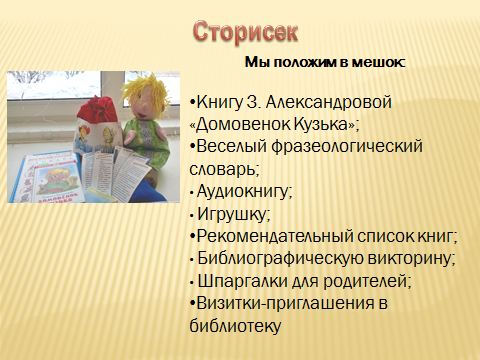 Сторисек
Мы положим в мешок:
•Книгу З. Александровой
«Домовенок Кузька»;
•Веселый фразеологический
словарь;
• Аудиокнигу;
• Игрушку;
•Рекомендательный список книг;
• Библиографическую викторину;
• Шпаргалки для родителей;
•Визитки-приглашения в
библиотеку